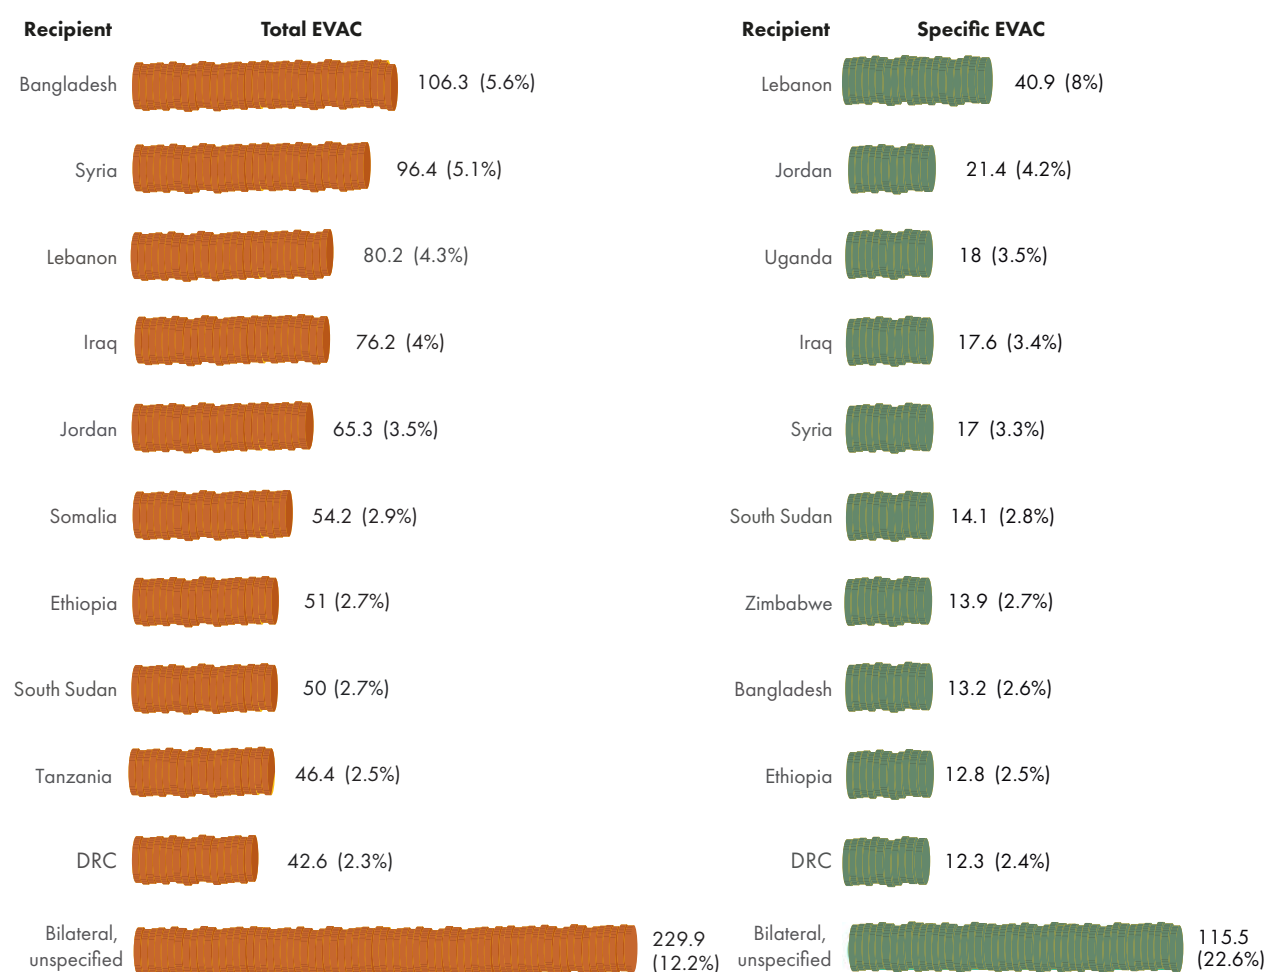 Recipient Total EVAC
Bangladesh 106.3 (5.6%)
Syria 96.4 (5.1%)
Lebanon 80.2 (4.3%)
Iraq 76.2 (4%)
Jordan 65.3 (3.5%)
Somalia 54.2 (2.9%)
Ethiopia 51 (2.7%)
South Sudan 50 (2.7%)
Tanzania 46.4 (2.5%)
DRC 42.6 (2.3%)
Bilateral,
unspecified
229.9
(12.2%)
Recipient Specific EVAC
Lebanon 40.9 (8%)
Jordan 21.4 (4.2%)
Uganda 18 (3.5%)
Iraq 17.6 (3.4%)
Syria 17 (3.3%)
South Sudan 14.1 (2.8%)
Zimbabwe 13.9 (2.7%)
Bangladesh 13.2 (2.6%)
Ethiopia 12.8 (2.5%)
DRC 12.3 (2.4%)
Bilateral,
unspecified
115.5
(22.6%)